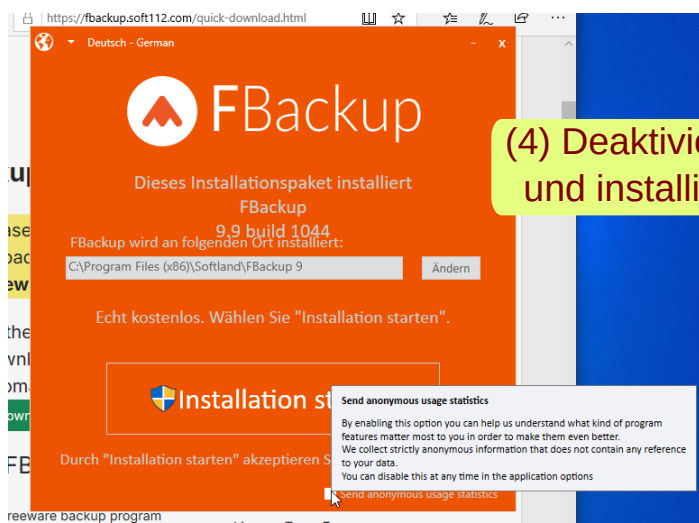 https://fbackup.soft112.com/quick-download.html
Deutsch - German
x
FBackup
(4) Deaktivie
und installi
Dieses Installationspaket installiert
FBackup
9.9 build 1044
FBackup wird an folgenden Ort installiert:
C:\Program Files (x86)\Softland\FBackup 9
Ändern
Echt kostenlos. Wählen Sie "Installation starten".
Installation st
Send anonymous usage statistics
By enabling this option you can help us understand what kind of program
features matter most to you in order to make them even better.
We collect strictly anonymous information that does not contain any reference
to your data.
You can disable this at any time in the application options
Durch "Installation starten" akzeptieren S
Send anonymous usage statistics
FB
reeware backup program